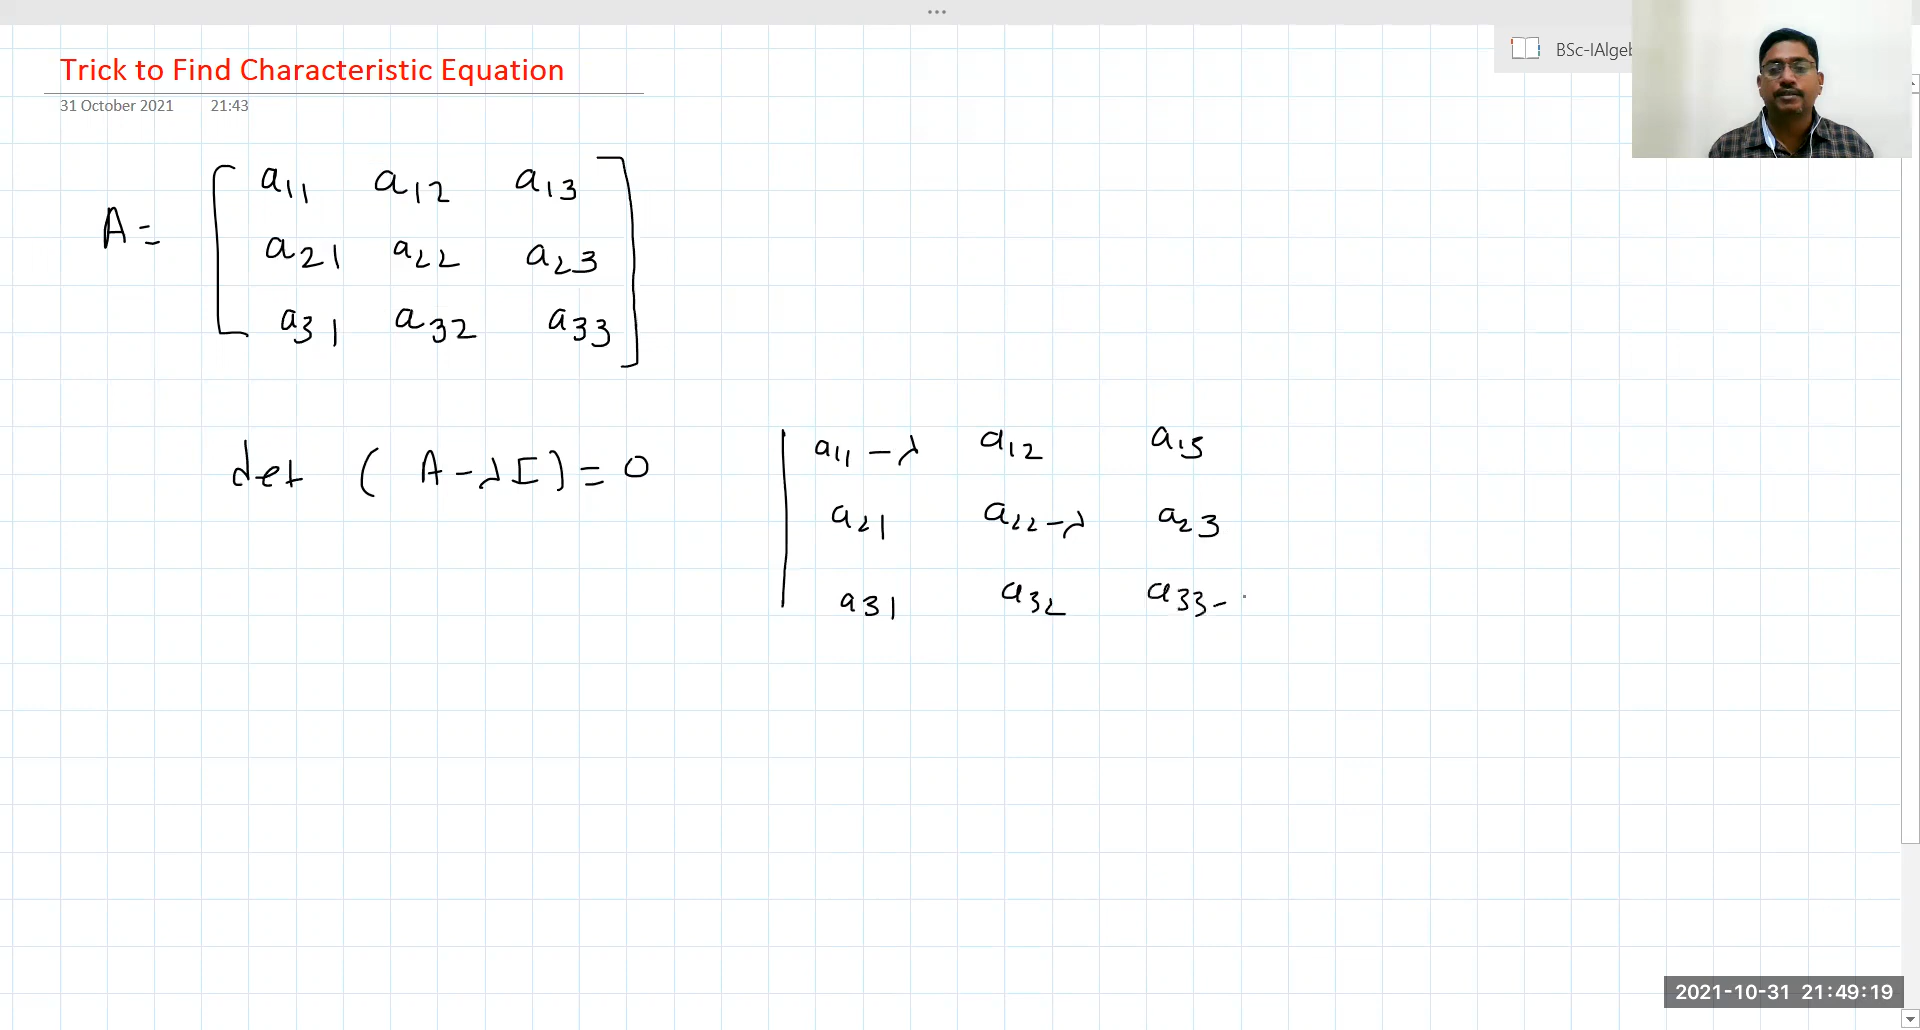 ...
BSc-IAlgeb
Trick to Find Characteristic Equation
31 October 2021 21:43
A = [ a11 a12 a13
a21 a22 a23
a31 a32 a33 ]
det ( A - λ I ) = 0
| a11 - λ a12 a13
a21 a22 - λ a23
a31 a32 a33 -
2021-10-31 21:49:19